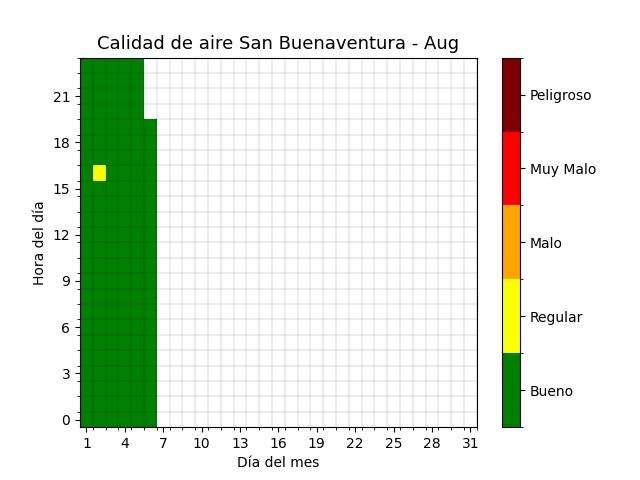 Calidad de aire San Buenaventura - Aug
Hora del día
21
18
15
12
9
6
3
0
1 4 7 10 13 16 19 22 25 28 31
Día del mes
Peligroso
Muy Malo
Malo
Regular
Bueno